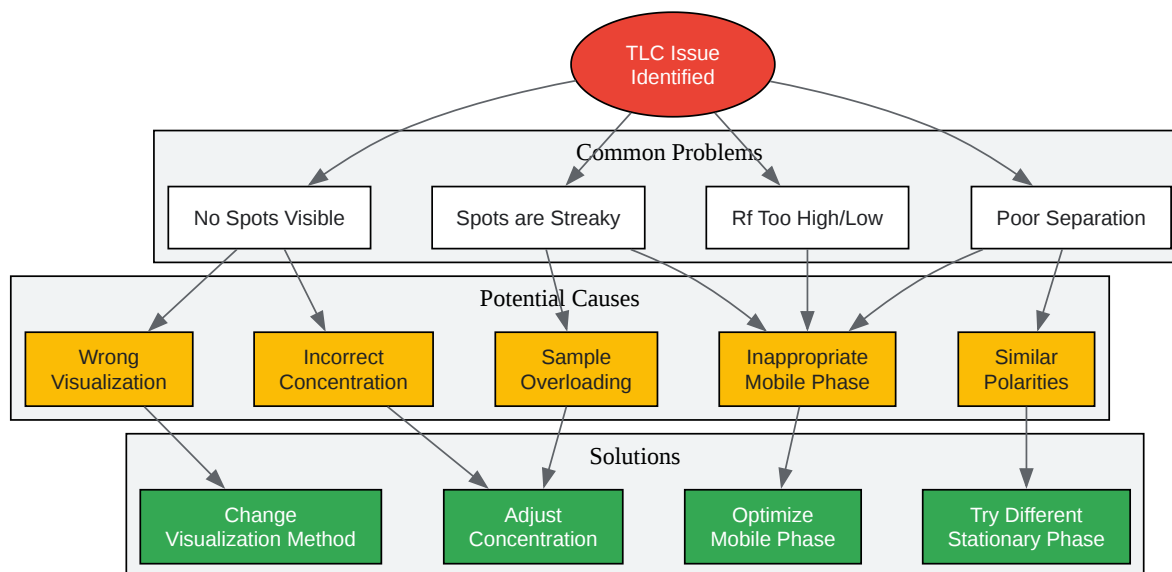 TLC Issue
Identified
Common Problems
No Spots Visible
Spots are Streaky
Rf Too High/Low
Poor Separation
Potential Causes
Wrong
Visualization
Incorrect
Concentration
Sample
Overloading
Inappropriate
Mobile Phase
Similar
Polarities
Solutions
Change
Visualization Method
Adjust
Concentration
Optimize
Mobile Phase
Try Different
Stationary Phase